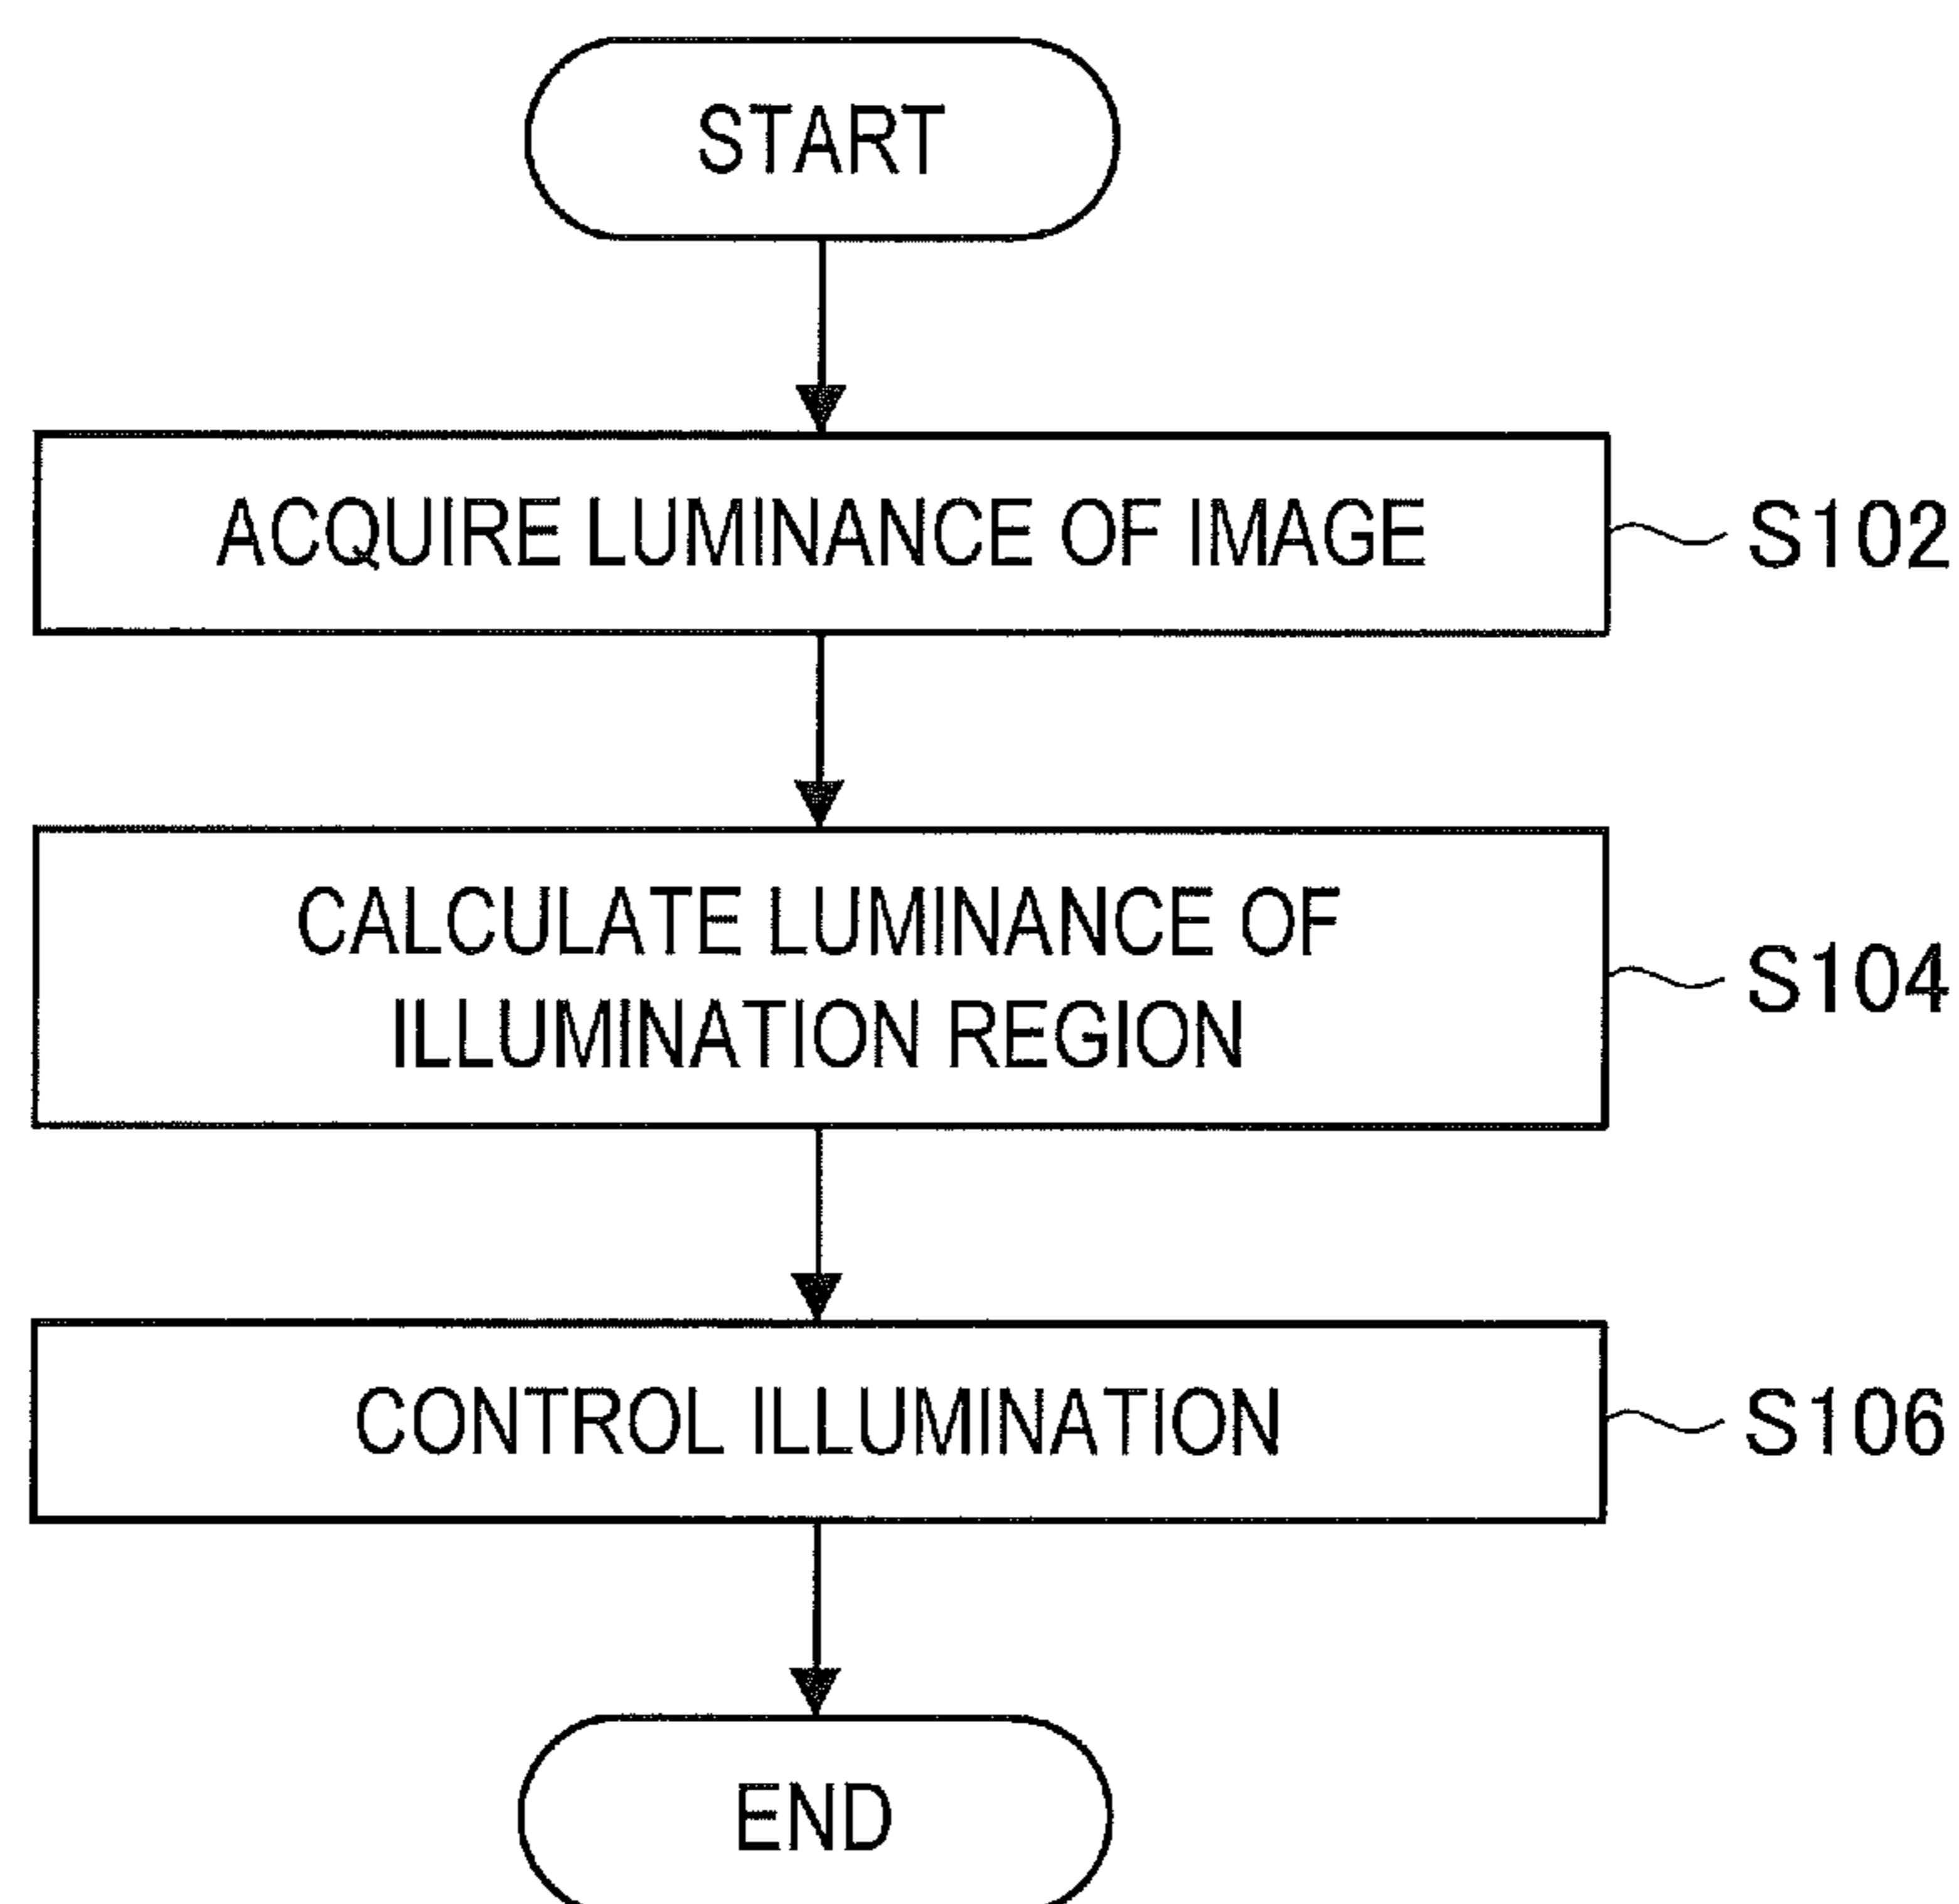 START
ACQUIRE LUMINANCE OF IMAGE
S102
CALCULATE LUMINANCE OF
ILLUMINATION REGION
S104
CONTROL ILLUMINATION
S106
END